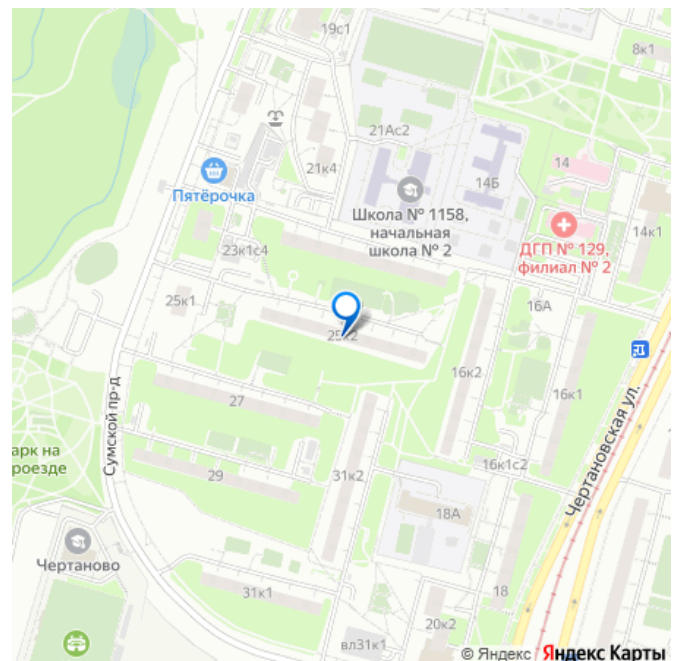 19с1
8к1
21Ас2
21к4
14
14Б
Пятёрочка
Школа № 1158,
начальная
школа № 2
ДГП № 129,
филиал № 2
14к1
23к1с4
25к1
16А
25к2
16к2
16к1
27
Сумской пр-д
Чертановская ул.
арк на
роезде
29
31к2
16к1с2
18А
Чертаново
31к1
18
20к2
вл31к1
© Яндекс Яндекс Карты